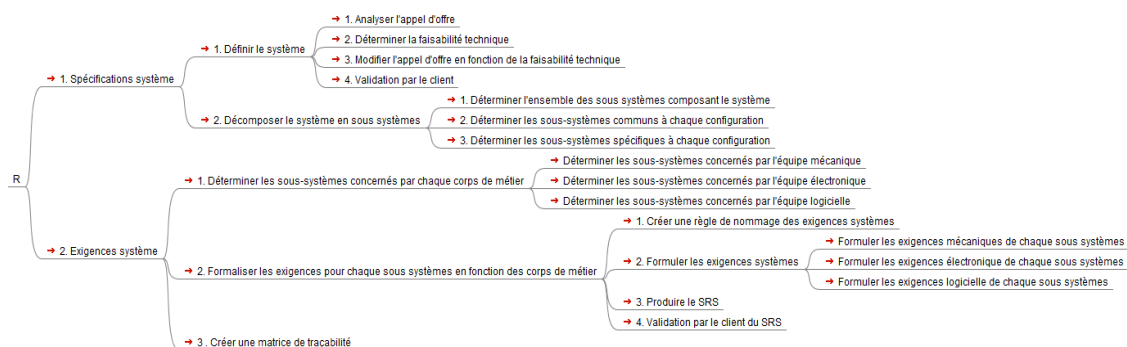 R
1. Spécifications système
1. Définir le système
1. Analyser l'appel d'offre
2. Déterminer la faisabilité technique
3. Modifier l'appel d'offre en fonction de la faisabilité technique
4. Validation par le client
2. Décomposer le système en sous systèmes
1. Déterminer l'ensemble des sous systèmes composant le système
2. Déterminer les sous-systèmes communs à chaque configuration
3. Déterminer les sous-systèmes spécifiques à chaque configuration
2. Exigences système
1. Déterminer les sous-systèmes concernés par chaque corps de métier
Déterminer les sous-systèmes concernés par l'équipe mécanique
Déterminer les sous-systèmes concernés par l'équipe électronique
Déterminer les sous-systèmes concernés par l'équipe logicielle
2. Formaliser les exigences pour chaque sous systèmes en fonction des corps de métier
1. Créer une règle de nommage des exigences systèmes
2. Formuler les exigences systèmes
Formuler les exigences mécaniques de chaque sous systèmes
Formuler les exigences électronique de chaque sous systèmes
Formuler les exigences logicielle de chaque sous systèmes
3. Produire le SRS
4. Validation par le client du SRS
3 . Créer une matrice de tracabilité